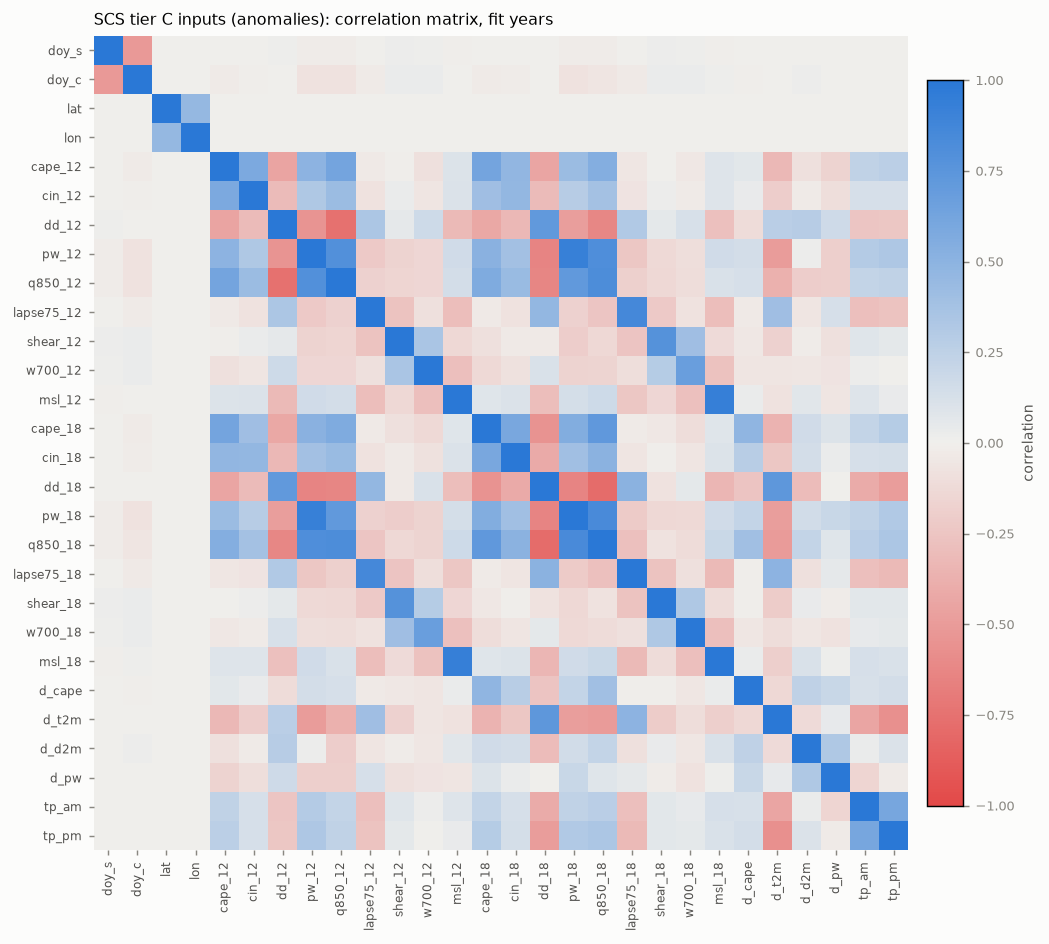 SCS tier C inputs (anomalies): correlation matrix, fit years
doy_s
doy_c
lat
lon
cape_12
cin_12
dd_12
pw_12
q850_12
lapse75_12
shear_12
w700_12
msl_12
cape_18
cin_18
dd_18
pw_18
q850_18
lapse75_18
shear_18
w700_18
msl_18
d_cape
d_t2m
d_d2m
d_pw
tp_am
tp_pm
doy_s
doy_c
lat
lon
cape_12
cin_12
dd_12
pw_12
q850_12
lapse75_12
shear_12
w700_12
msl_12
cape_18
cin_18
dd_18
pw_18
q850_18
lapse75_18
shear_18
w700_18
msl_18
d_cape
d_t2m
d_d2m
d_pw
tp_am
tp_pm
1.00
0.75
0.50
0.25
0.00
−0.25
−0.50
−0.75
−1.00
correlation